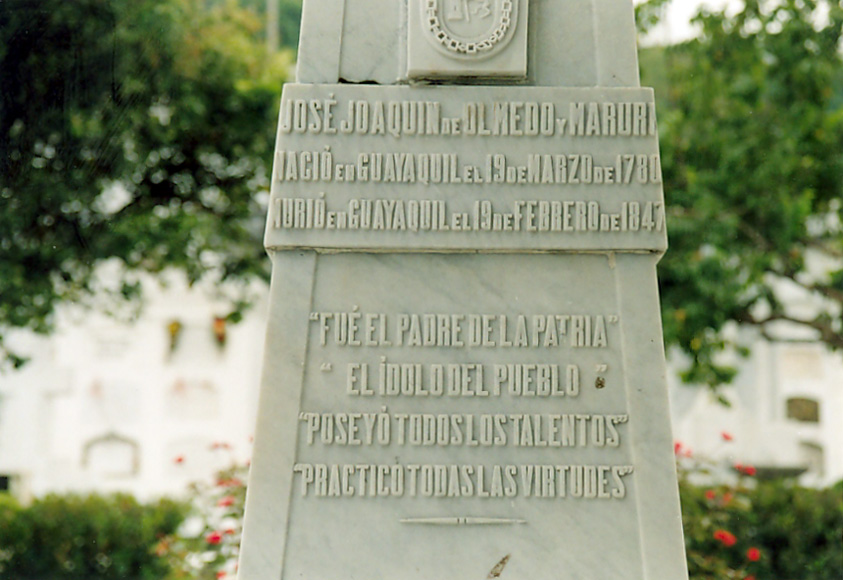 JOSÉ JOAQUIN DE OLMEDO Y MARURI
NACIÓ EN GUAYAQUIL EL 19 DE MARZO DE 1780
MURIÓ EN GUAYAQUIL EL 19 DE FEBRERO DE 1847
"FUÉ EL PADRE DE LA PATRIA"
"EL ÍDOLO DEL PUEBLO"
"POSEYÓ TODOS LOS TALENTOS"
"PRACTICÓ TODAS LAS VIRTUDES"